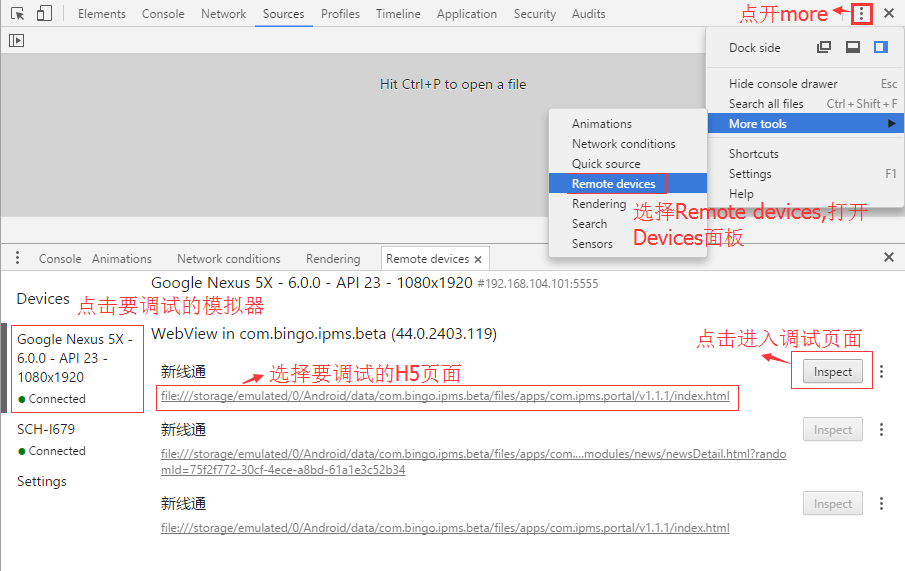 Elements Console Network Sources Profiles Timeline Application Security Audits
点开more
Dock side
Hit Ctrl+P to open a file
Hide console drawer Esc
Search all files Ctrl + Shift + F
More tools
Shortcuts
Settings F1
Help
Animations
Network conditions
Quick source
Remote devices
Rendering
Search
Sensors
选择Remote devices,打开
Devices面板
Console Animations Network conditions Rendering Remote devices
Devices
点击要调试的模拟器
Google Nexus 5X -
6.0.0 - API 23 -
1080x1920
Connected
SCH-I679
Connected
Settings
Google Nexus 5X - 6.0.0 - API 23 - 1080x1920 #192.168.104.101:5555
WebView in com.bingo.ipms.beta (44.0.2403.119)
点击进入调试页面
新线通
选择要调试的H5页面
Inspect
file:///storage/emulated/0/Android/data/com.bingo.ipms.beta/files/apps/com.ipms.portal/v1.1.1/index.html
新线通
Inspect
file:///storage/emulated/0/Android/data/com.bingo.ipms.beta/files/apps/com....modules/news/newsDetail.html?rando
mId=75f2f772-30cf-4ece-a8bd-61a1e3c52b34
新线通
Inspect
file:///storage/emulated/0/Android/data/com.bingo.ipms.beta/files/apps/com.ipms.portal/v1.1.1/index.html